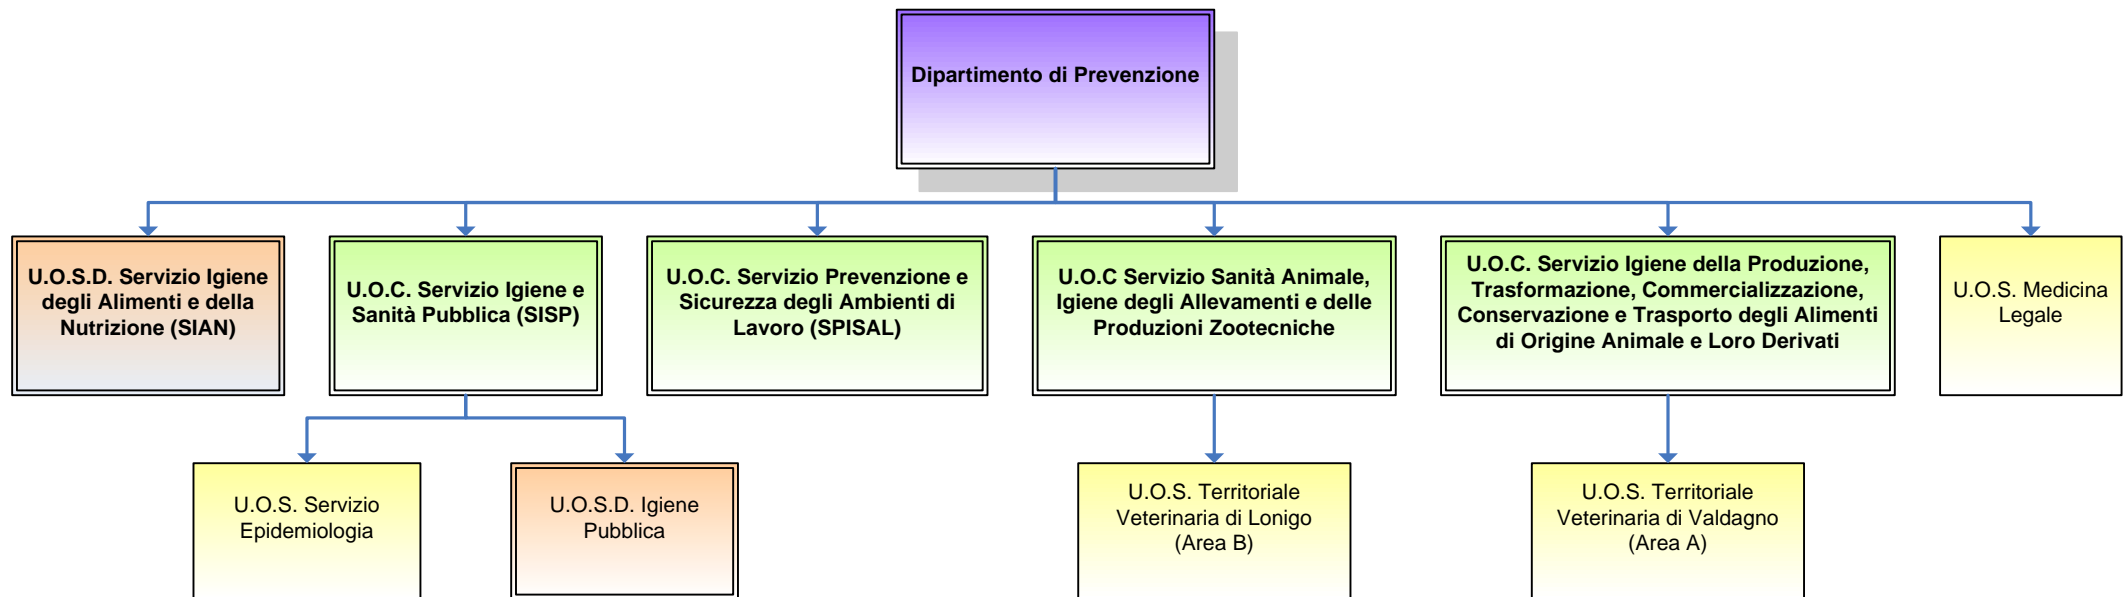 Dipartimento di Prevenzione
U.O.S.D. Servizio Igiene
degli Alimenti e della
Nutrizione (SIAN)
U.O.C. Servizio Igiene e
Sanità Pubblica (SISP)
U.O.C. Servizio Prevenzione e
Sicurezza degli Ambienti di
Lavoro (SPISAL)
U.O.C Servizio Sanità Animale,
Igiene degli Allevamenti e delle
Produzioni Zootecniche
U.O.C. Servizio Igiene della Produzione,
Trasformazione, Commercializzazione,
Conservazione e Trasporto degli Alimenti
di Origine Animale e Loro Derivati
U.O.S. Medicina
Legale
U.O.S. Servizio
Epidemiologia
U.O.S.D. Igiene
Pubblica
U.O.S. Territoriale
Veterinaria di Lonigo
(Area B)
U.O.S. Territoriale
Veterinaria di Valdagno
(Area A)